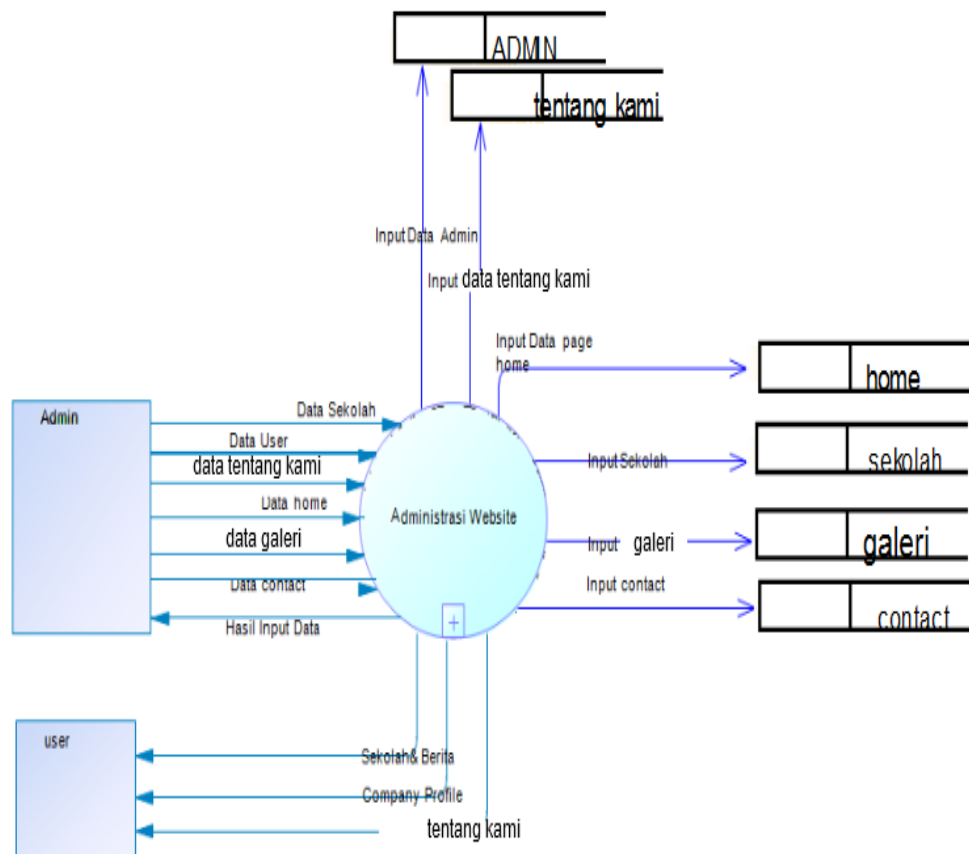 ADMIN
tentang kami
Input Data Admin
Input data tentang kami
Input Data page
home
home
Admin
Data Sekolah
Data User
data tentang kami
Data home
data galeri
Data contact
Hasil Input Data
Administrasi Website
+
Input Sekolah
sekolah
Input galeri
galeri
Input contact
contact
user
Sekolah& Berita
Company Profile
tentang kami